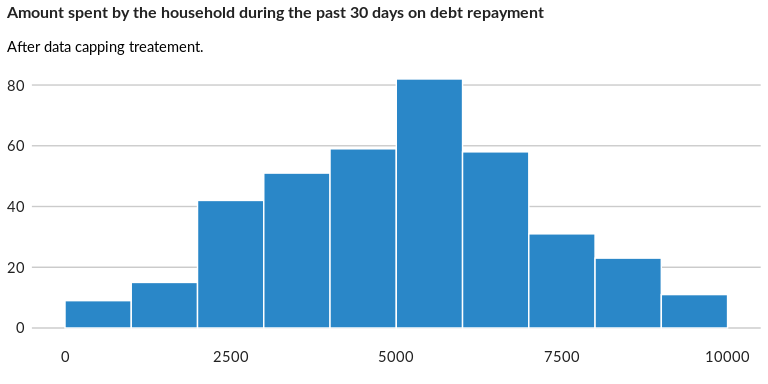 Amount spent by the household during the past 30 days on debt repayment
After data capping treatement.
80
60
40
20
0
0 2500 5000 7500 10000